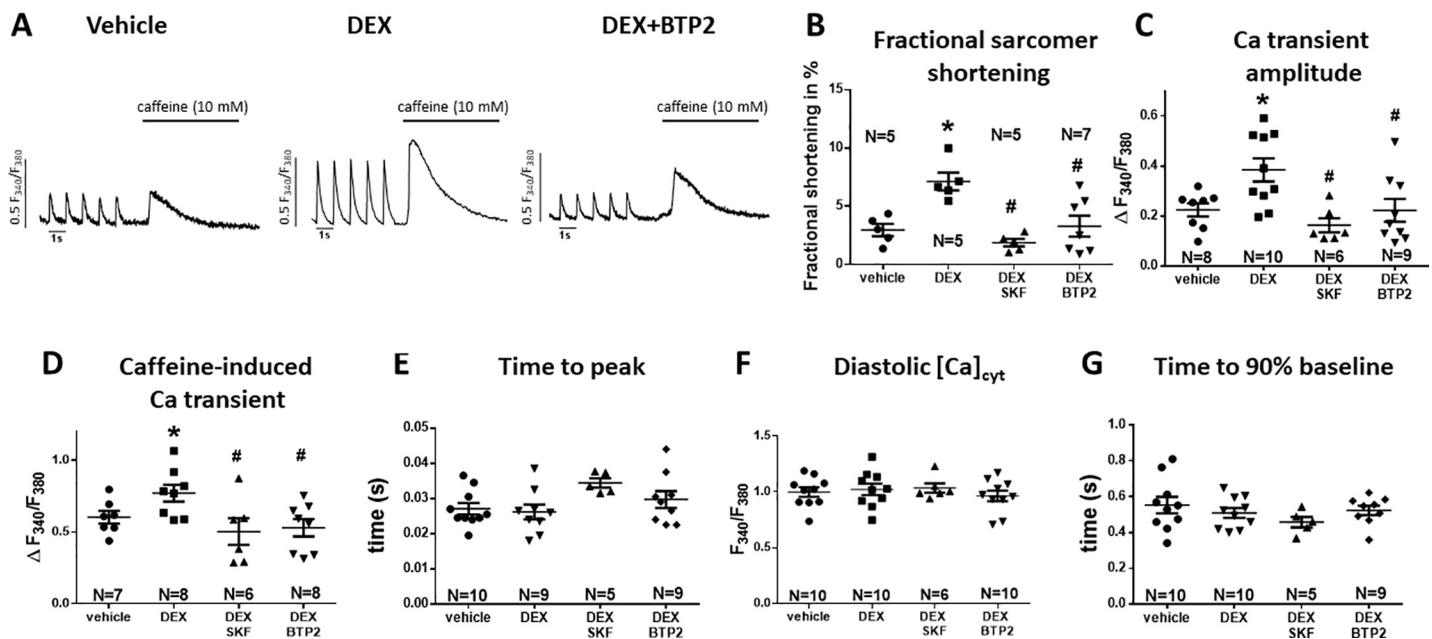 A
Vehicle
DEX
DEX+BTP2
caffeine (10 mM)
caffeine (10 mM)
caffeine (10 mM)
0.5 F340/F380
0.5 F340/F380
0.5 F340/F380
1s
1s
1s
B
Fractional sarcomer
shortening
Fractional shortening in %
15
10
5
0
N=5
*
N=5
N=5
#
N=7
#
vehicle
DEX
DEX
SKF
DEX
BTP2
C
Ca transient
amplitude
Δ F340/F380
0.6
0.4
0.2
0.0
*
#
#
N=8
N=10
N=6
N=9
vehicle
DEX
DEX
SKF
DEX
BTP2
D
Caffeine-induced
Ca transient
Δ F340/F380
1.0
0.5
0.0
*
#
#
N=7
N=8
N=6
N=8
vehicle
DEX
DEX
SKF
DEX
BTP2
E
Time to peak
time (s)
0.05
0.04
0.03
0.02
0.01
0.00
N=10
N=9
N=5
N=9
vehicle
DEX
DEX
SKF
DEX
BTP2
F
Diastolic [Ca]cyt
F340/F380
1.5
1.0
0.5
0.0
N=10
N=10
N=6
N=10
vehicle
DEX
DEX
SKF
DEX
BTP2
G
Time to 90% baseline
time (s)
1.0
0.8
0.6
0.4
0.2
0.0
N=10
N=10
N=5
N=9
vehicle
DEX
DEX
SKF
DEX
BTP2